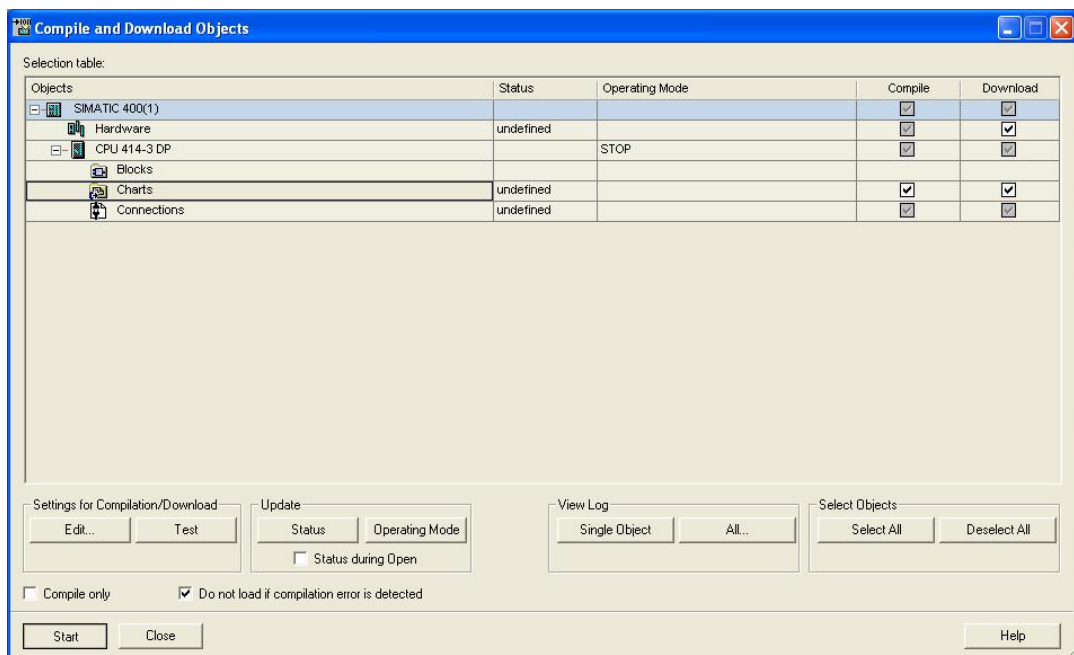 Compile and Download Objects
Selection table:
Objects Status Operating Mode Compile Download
SIMATIC 400(1)
Hardware undefined
CPU 414-3 DP STOP
Blocks
Charts undefined
Connections undefined
Settings for Compilation/Download Update View Log Select Objects
Edit... Test Status Operating Mode Single Object All... Select All Deselect All
Status during Open
Compile only Do not load if compilation error is detected
Start Close Help